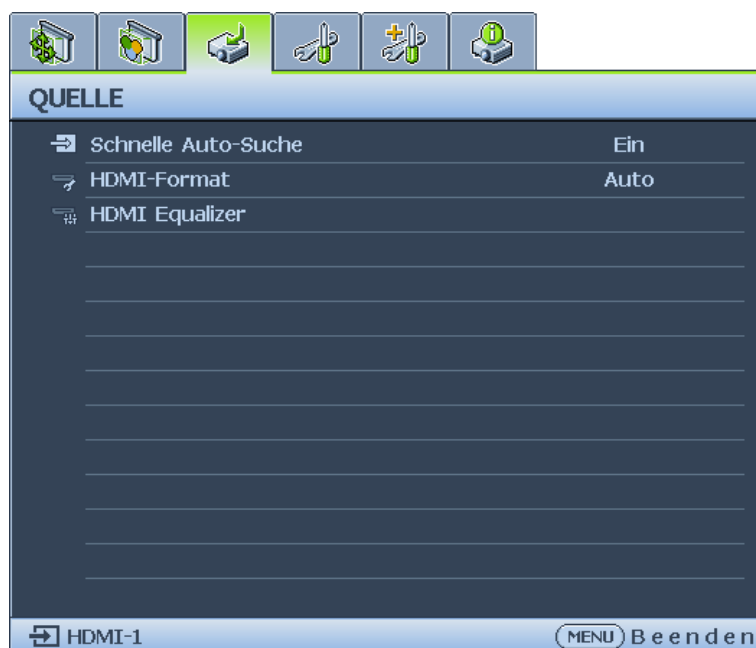 QUELLE
Schnelle Auto-Suche Ein
HDMI-Format Auto
HDMI Equalizer
HDMI-1 MENU Beenden